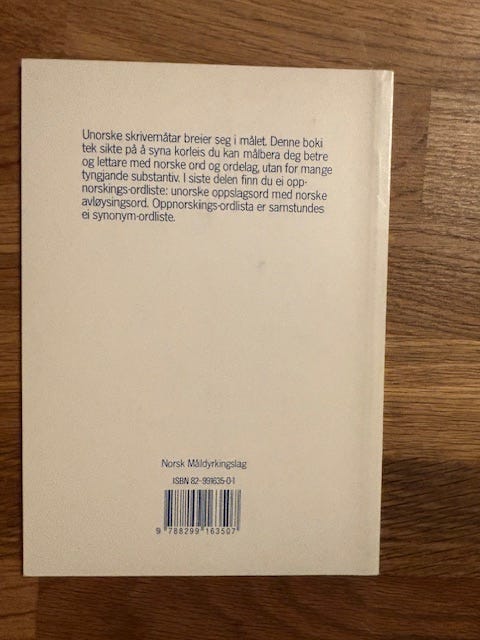 Unorske skrivemåtar breier seg i målet. Denne boki
tek sikte på å syna korleis du kan målbera deg betre
og lettare med norske ord og ordelag, utan for mange
tyngjande substantiv. I siste delen finn du ei opp-
norskings-ordliste: unorske oppslagsord med norske
avløysingsord. Oppnorskings-ordlista er samstundes
ei synonym-ordliste.
Norsk Måldyrkingslag
ISBN 82-991635-0-1
9 788299 163507